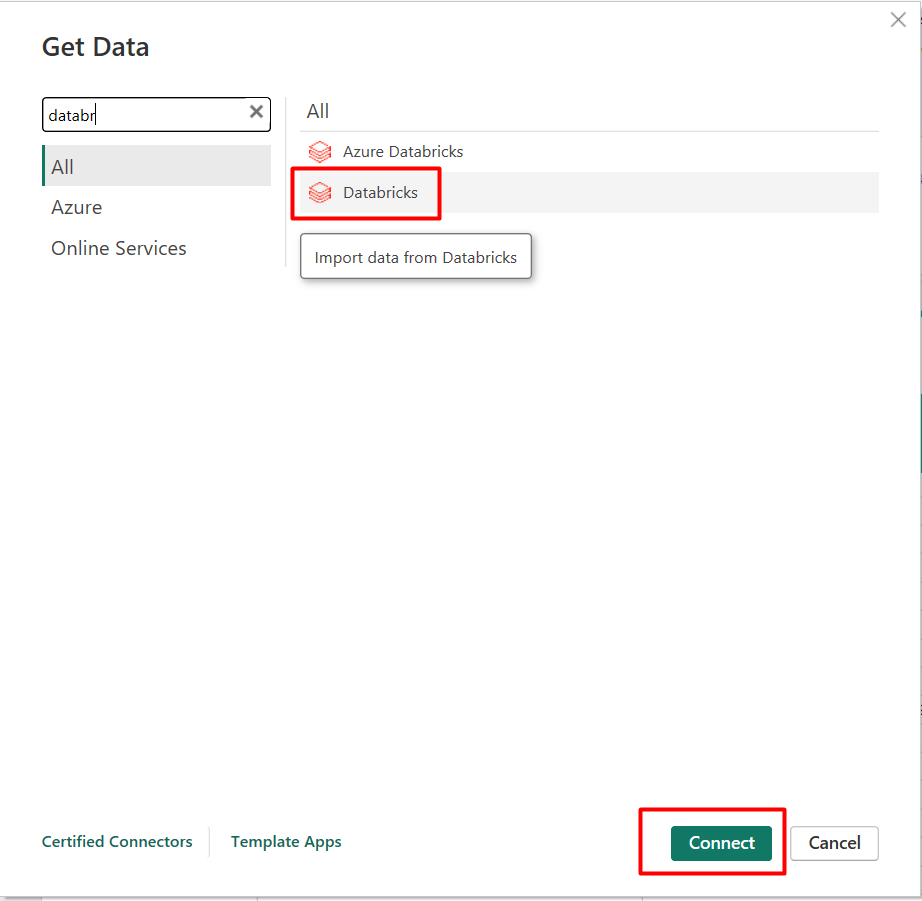 Get Data
databr
All
Azure
Online Services
All
Azure Databricks
Databricks
Import data from Databricks
Certified Connectors
Template Apps
Connect
Cancel